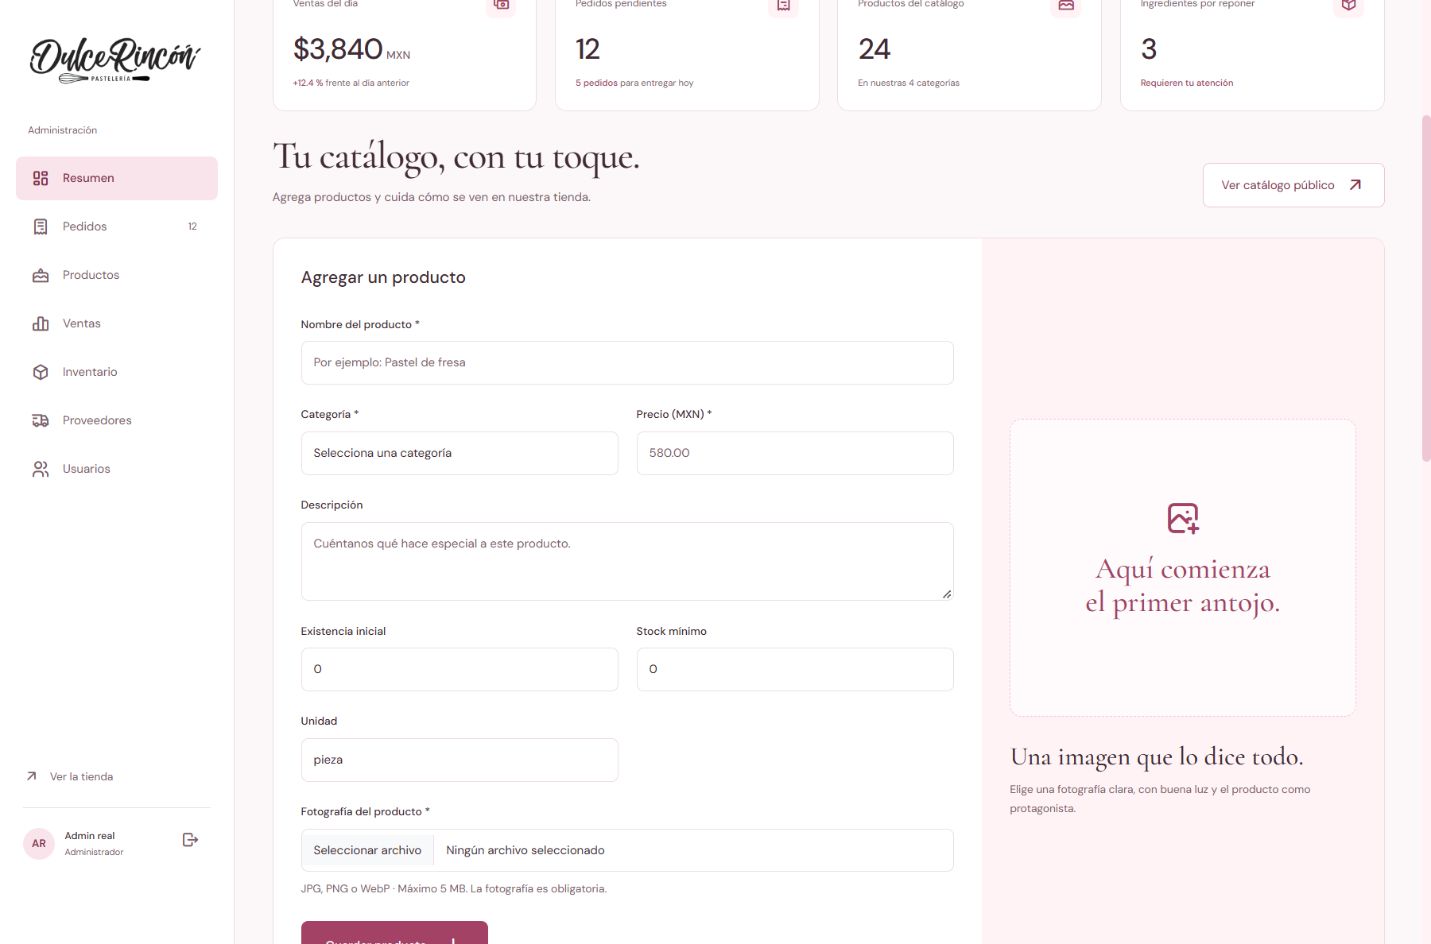 Dulce Rincón
PASTELERÍA
Administración
Resumen
Pedidos 12
Productos
Ventas
Inventario
Proveedores
Usuarios
Ver la tienda
AR
Admin real
Administrador
Ventas del día
$3,840 MXN
+12.4 % frente al día anterior
Pedidos pendientes
12
5 pedidos para entregar hoy
Productos del catálogo
24
En nuestras 4 categorías
Ingredientes por reponer
3
Requieren tu atención
Tu catálogo, con tu toque.
Agrega productos y cuida cómo se ven en nuestra tienda.
Ver catálogo público
Agregar un producto
Nombre del producto *
Por ejemplo: Pastel de fresa
Categoría *
Selecciona una categoría
Precio (MXN) *
580.00
Descripción
Cuéntanos qué hace especial a este producto.
Existencia inicial
0
Stock mínimo
0
Unidad
pieza
Fotografía del producto *
Seleccionar archivo Ningún archivo seleccionado
JPG, PNG o WebP · Máximo 5 MB. La fotografía es obligatoria.
Guardar producto
Aquí comienza
el primer antojo.
Una imagen que lo dice todo.
Elige una fotografía clara, con buena luz y el producto como
protagonista.